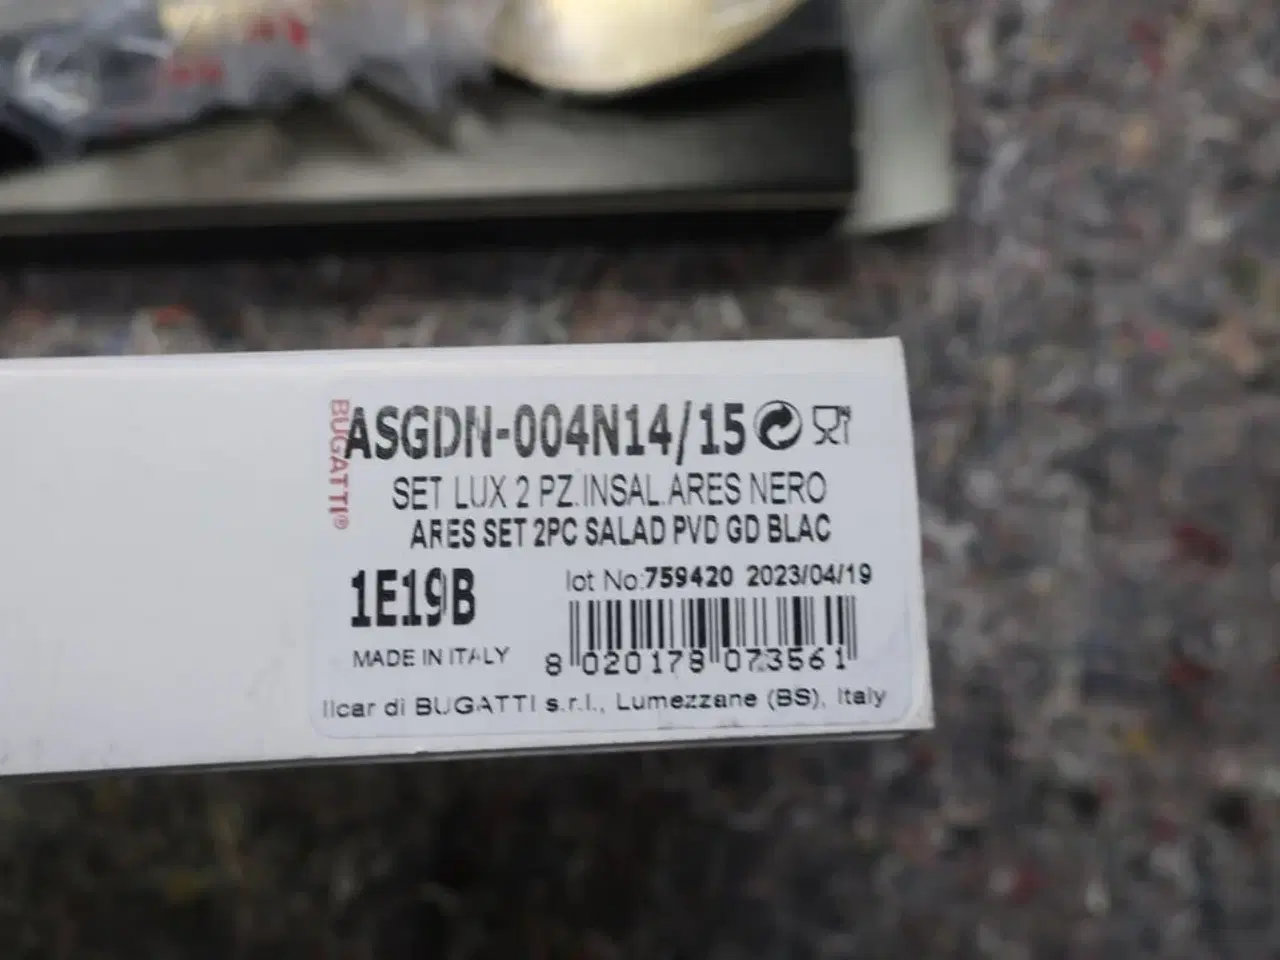 BUGATTI®
ASGDN-004N14/15
SET LUX 2 PZ.INSAL.ARES NERO
ARES SET 2PC SALAD PVD GD BLAC
1E19B
lot No:759420 2023/04/19
8 020178 073561
MADE IN ITALY
Ilcar di BUGATTI s.r.l., Lumezzane (BS), Italy